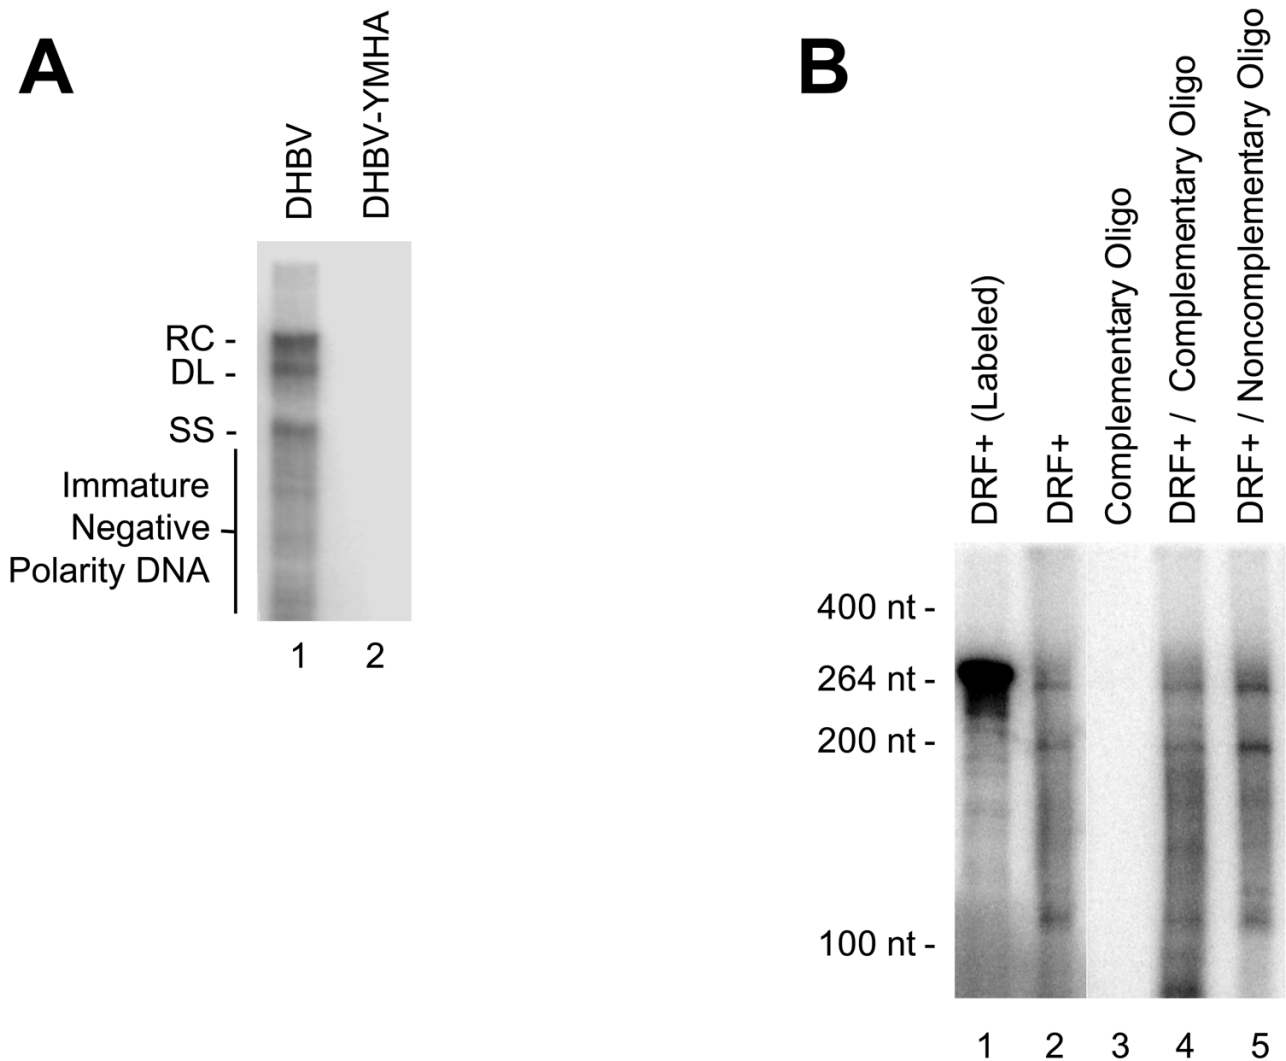 A
DHBV
DHBV-YMHA
RC -
DL -
SS -
Immature
Negative
Polarity DNA
1
2
B
DRF+ (Labeled)
DRF+
Complementary Oligo
DRF+ / Complementary Oligo
DRF+ / Noncomplementary Oligo
400 nt -
264 nt -
200 nt -
100 nt -
1
2
3
4
5